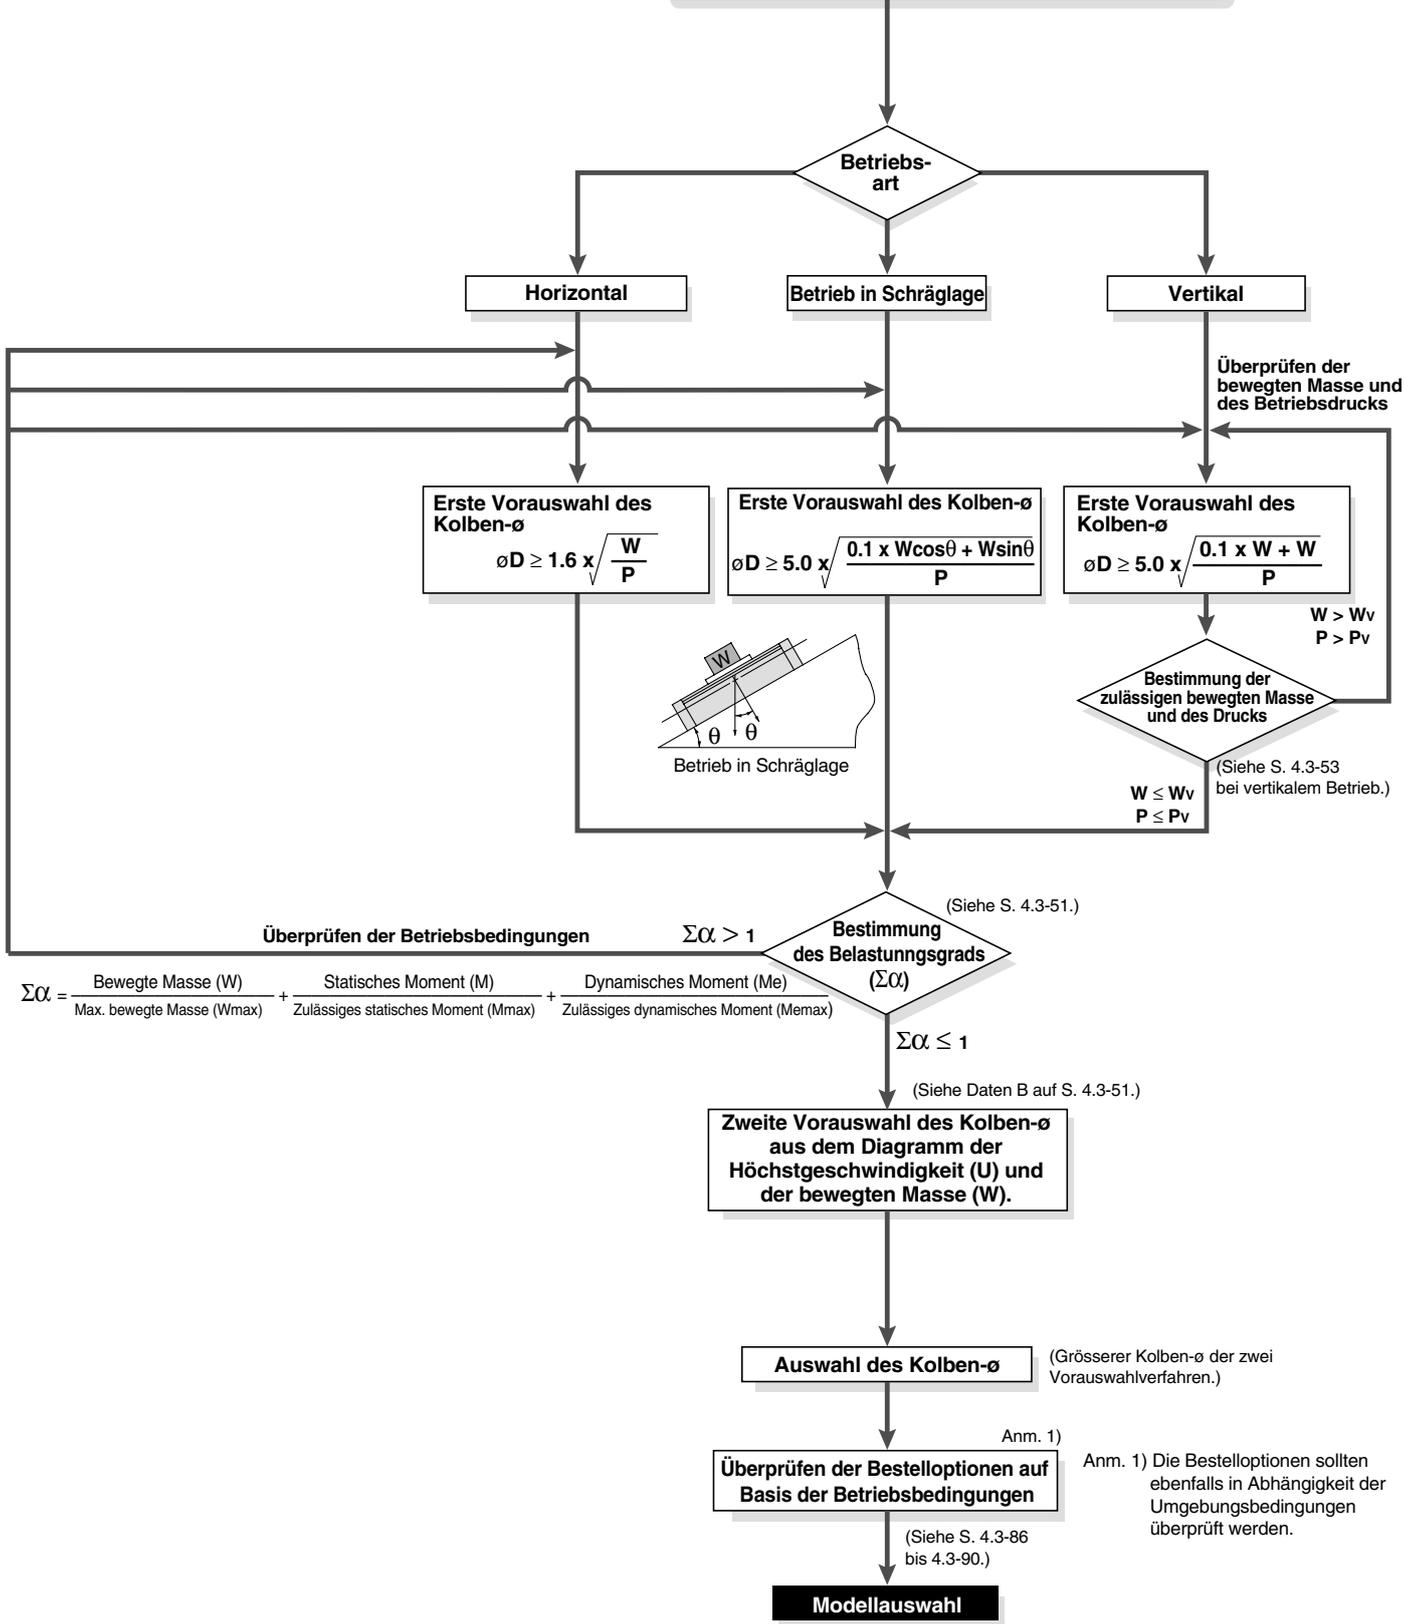 Betriebs-
art
Horizontal
Betrieb in Schräglage
Vertikal
Überprüfen der
bewegten Masse und
des Betriebsdrucks
Erste Vorauswahl des
Kolben-ø
øD ≥ 1.6 x √ W / P
Erste Vorauswahl des Kolben-ø
øD ≥ 5.0 x √ 0.1 x Wcosθ + Wsinθ / P
Erste Vorauswahl des
Kolben-ø
øD ≥ 5.0 x √ 0.1 x W + W / P
W > Wv
P > Pv
W
θ
θ
Betrieb in Schräglage
Bestimmung der
zulässigen bewegten Masse
und des Drucks
(Siehe S. 4.3-53
bei vertikalem Betrieb.)
W ≤ Wv
P ≤ Pv
(Siehe S. 4.3-51.)
Bestimmung
des Belastunngsgrads
(Σα)
Überprüfen der Betriebsbedingungen
Σα > 1
Σα = Bewegte Masse (W) / Max. bewegte Masse (Wmax) + Statisches Moment (M) / Zulässiges statisches Moment (Mmax) + Dynamisches Moment (Me) / Zulässiges dynamisches Moment (Memax)
Σα ≤ 1
(Siehe Daten B auf S. 4.3-51.)
Zweite Vorauswahl des Kolben-ø
aus dem Diagramm der
Höchstgeschwindigkeit (U) und
der bewegten Masse (W).
Auswahl des Kolben-ø
(Grösserer Kolben-ø der zwei
Vorauswahlverfahren.)
Anm. 1)
Überprüfen der Bestelloptionen auf
Basis der Betriebsbedingungen
Anm. 1) Die Bestelloptionen sollten
ebenfalls in Abhängigkeit der
Umgebungsbedingungen
überprüft werden.
(Siehe S. 4.3-86
bis 4.3-90.)
Modellauswahl